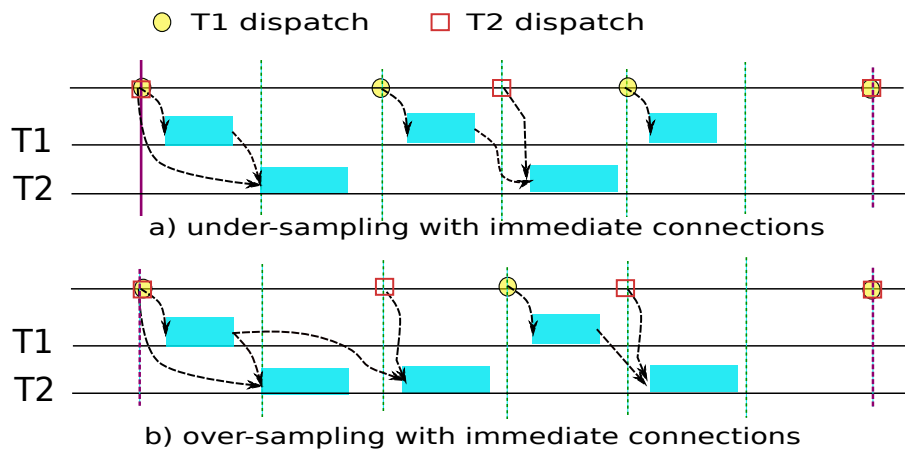 T1 dispatch T2 dispatch
T1
T2
a) under-sampling with immediate connections
T1
T2
b) over-sampling with immediate connections